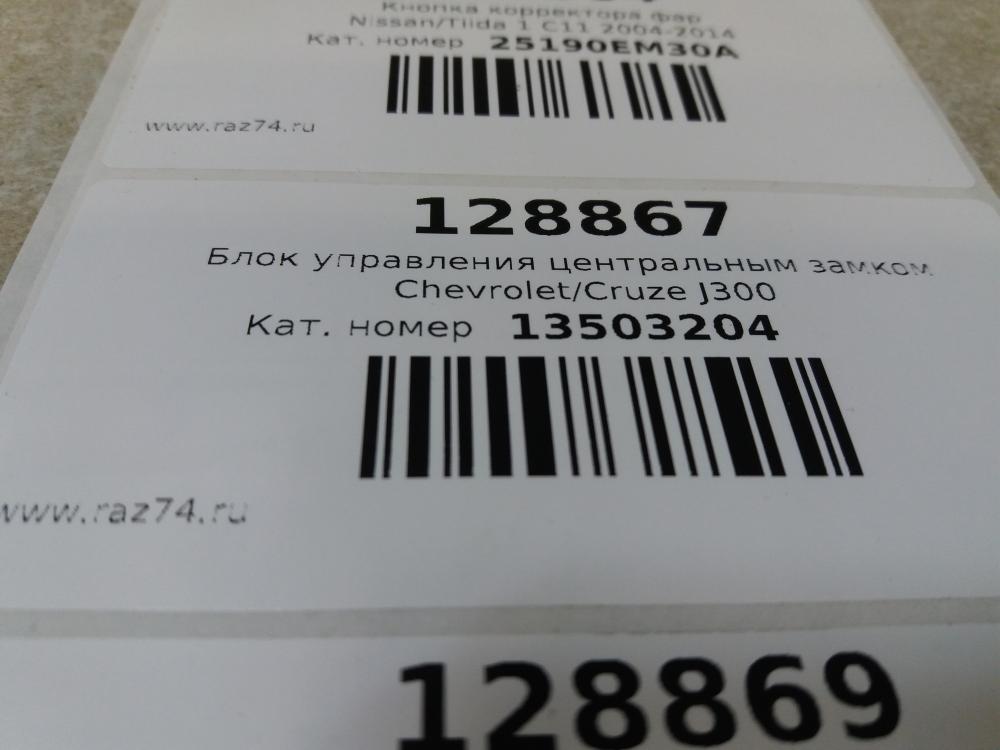 Кнопка корректора фар
Nissan/Tiida 1 C11 2004-2014
Кат. номер 25190EM30A
www.raz74.ru
128867
Блок управления центральным замком
Chevrolet/Cruze J300
Кат. номер 13503204
www.raz74.ru
128869